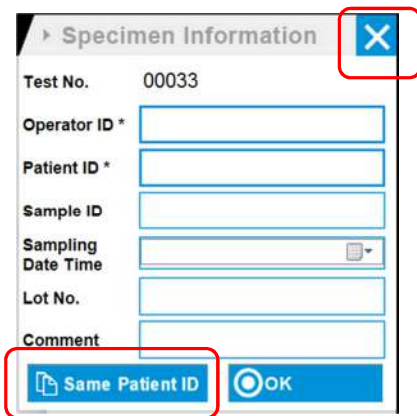 Specimen Information
Test No. 00033
Operator ID *
Patient ID *
Sample ID
Sampling
Date Time
Lot No.
Comment
Same Patient ID OK